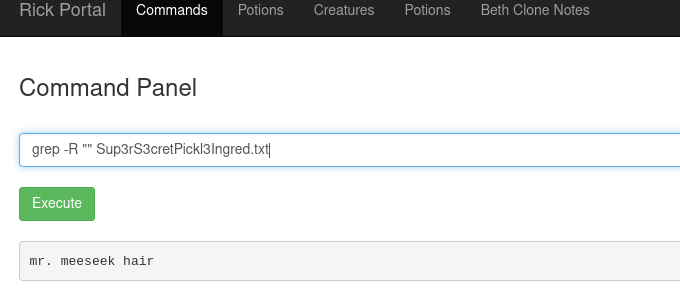 Rick Portal Commands Potions Creatures Potions Beth Clone Notes
Command Panel
grep -R "" Sup3rS3cretPickl3Ingred.txt
Execute
mr. meeseek hair